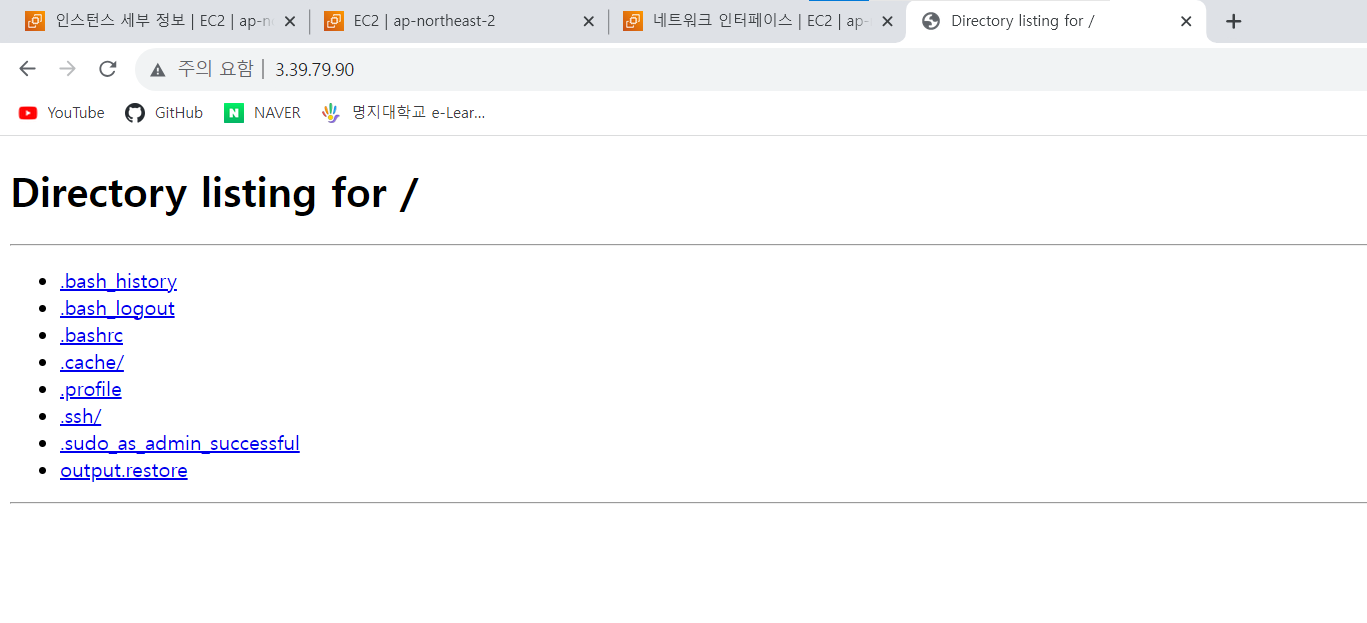 인스턴스 세부 정보 | EC2 | ap-n
EC2 | ap-northeast-2
네트워크 인터페이스 | EC2 | ap-
Directory listing for /
주의 요함 | 3.39.79.90
YouTube GitHub NAVER 명지대학교 e-Lear...
Directory listing for /
.bash_history
.bash_logout
.bashrc
.cache/
.profile
.ssh/
.sudo_as_admin_successful
output.restore